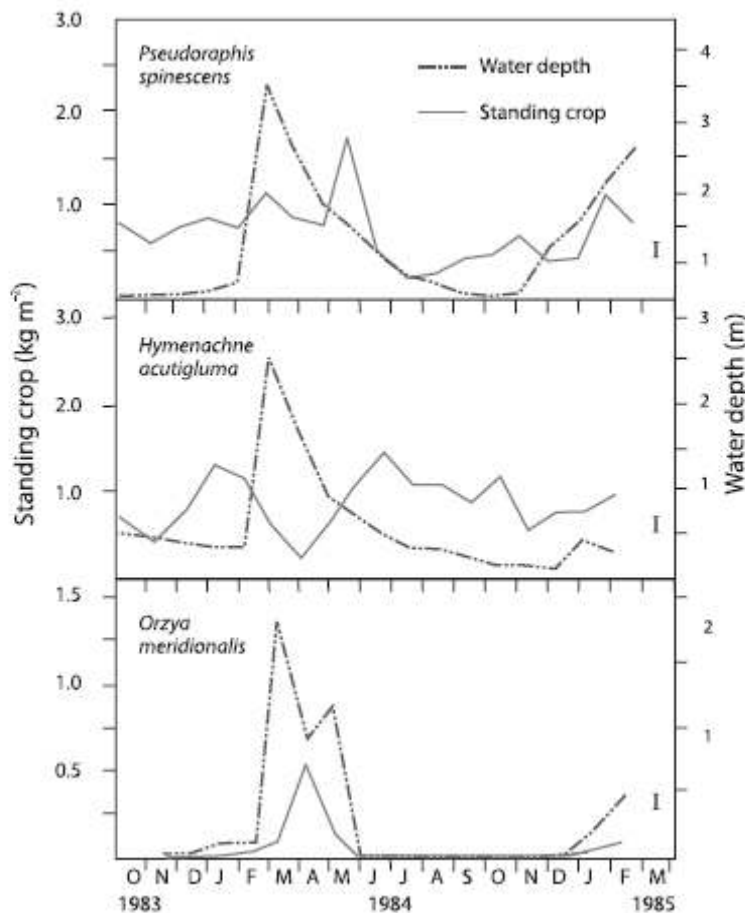 3.0
Pseudoraphis
spinescens
Water depth
Standing crop
4
3
2
1
2.0
1.0
3.0
Hymenachne
acutigluma
3
2
1
2.0
1.0
1.5
Orzya
meridionalis
2
1
1.0
0.5
Standing crop (kg m⁻²)
Water depth (m)
I
I
I
O N D J F M A M J J A S O N D J F M
1983 1984 1985